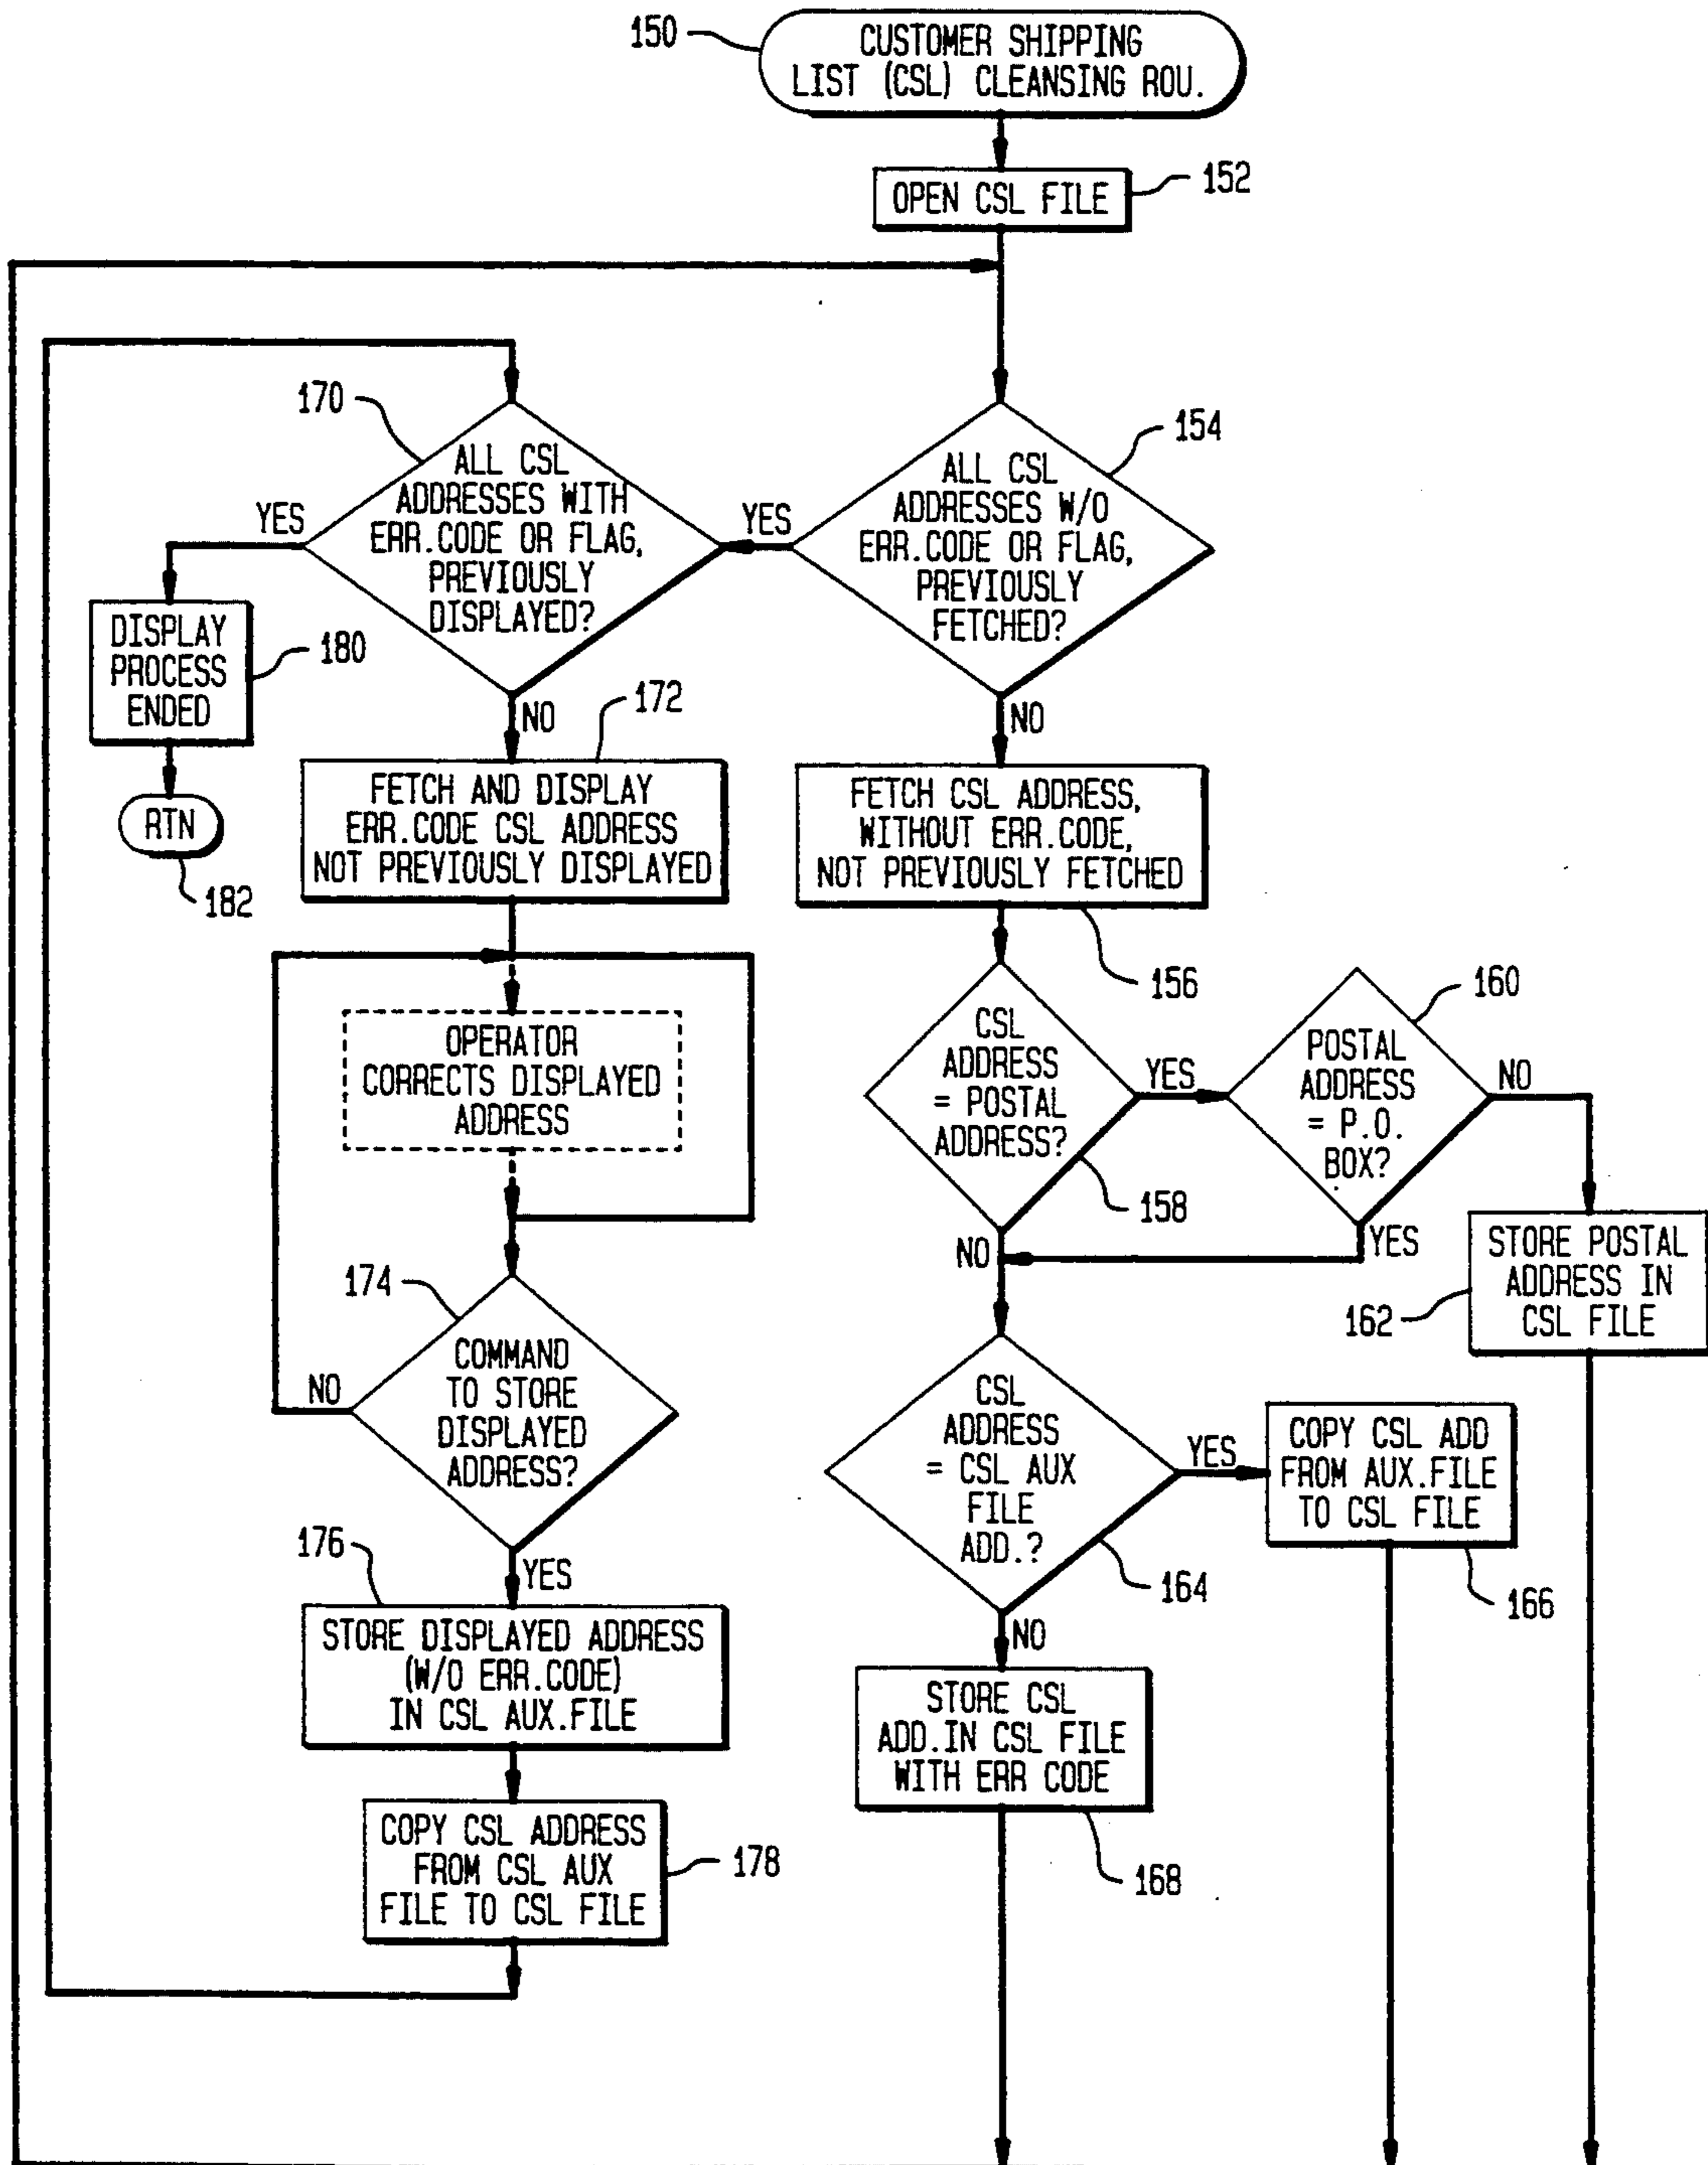 150
CUSTOMER SHIPPING
LIST (CSL) CLEANSING ROU.
OPEN CSL FILE
152
170
ALL CSL
ADDRESSES WITH
ERR.CODE OR FLAG,
PREVIOUSLY
DISPLAYED?
YES
NO
154
ALL CSL
ADDRESSES W/O
ERR.CODE OR FLAG,
PREVIOUSLY
FETCHED?
YES
NO
DISPLAY
PROCESS
ENDED
180
RTN
182
172
FETCH AND DISPLAY
ERR.CODE CSL ADDRESS
NOT PREVIOUSLY DISPLAYED
FETCH CSL ADDRESS,
WITHOUT ERR.CODE,
NOT PREVIOUSLY FETCHED
156
OPERATOR
CORRECTS DISPLAYED
ADDRESS
CSL
ADDRESS
= POSTAL
ADDRESS?
YES
158
NO
160
POSTAL
ADDRESS
= P.O.
BOX?
NO
YES
STORE POSTAL
ADDRESS IN
CSL FILE
162
174
COMMAND
TO STORE
DISPLAYED
ADDRESS?
NO
YES
CSL
ADDRESS
= CSL AUX
FILE
ADD.?
YES
164
NO
COPY CSL ADD
FROM AUX.FILE
TO CSL FILE
166
176
STORE DISPLAYED ADDRESS
(W/O ERR.CODE)
IN CSL AUX.FILE
STORE CSL
ADD.IN CSL FILE
WITH ERR CODE
168
COPY CSL ADDRESS
FROM CSL AUX
FILE TO CSL FILE
178